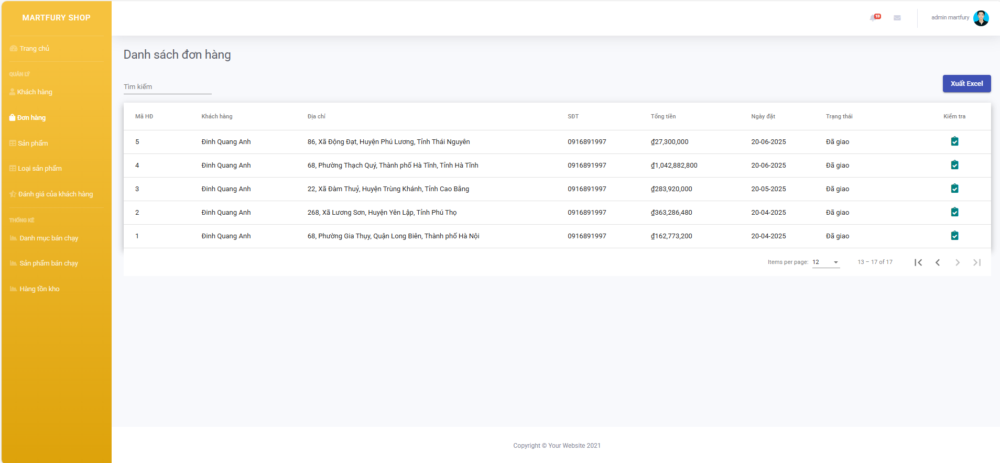 MARTFURY SHOP
13
admin martfury
Trang chủ
QUẢN LÝ
Khách hàng
Đơn hàng
Sản phẩm
Loại sản phẩm
Đánh giá của khách hàng
THỐNG KÊ
Danh mục bán chạy
Sản phẩm bán chạy
Hàng tồn kho
Danh sách đơn hàng
Tìm kiếm
Xuất Excel
Mã HĐ Khách hàng Địa chỉ SĐT Tổng tiền Ngày đặt Trạng thái Kiểm tra
5 Đinh Quang Anh 86, Xã Động Đạt, Huyện Phú Lương, Tỉnh Thái Nguyên 0916891997 ₫27,300,000 20-06-2025 Đã giao
4 Đinh Quang Anh 68, Phường Thạch Quý, Thành phố Hà Tĩnh, Tỉnh Hà Tĩnh 0916891997 ₫1,042,882,800 20-06-2025 Đã giao
3 Đinh Quang Anh 22, Xã Đàm Thuỷ, Huyện Trùng Khánh, Tỉnh Cao Bằng 0916891997 ₫283,920,000 20-05-2025 Đã giao
2 Đinh Quang Anh 268, Xã Lương Sơn, Huyện Yên Lập, Tỉnh Phú Thọ 0916891997 ₫363,286,480 20-04-2025 Đã giao
1 Đinh Quang Anh 68, Phường Gia Thụy, Quận Long Biên, Thành phố Hà Nội 0916891997 ₫162,773,200 20-04-2025 Đã giao
Items per page: 12 13 – 17 of 17
Copyright © Your Website 2021